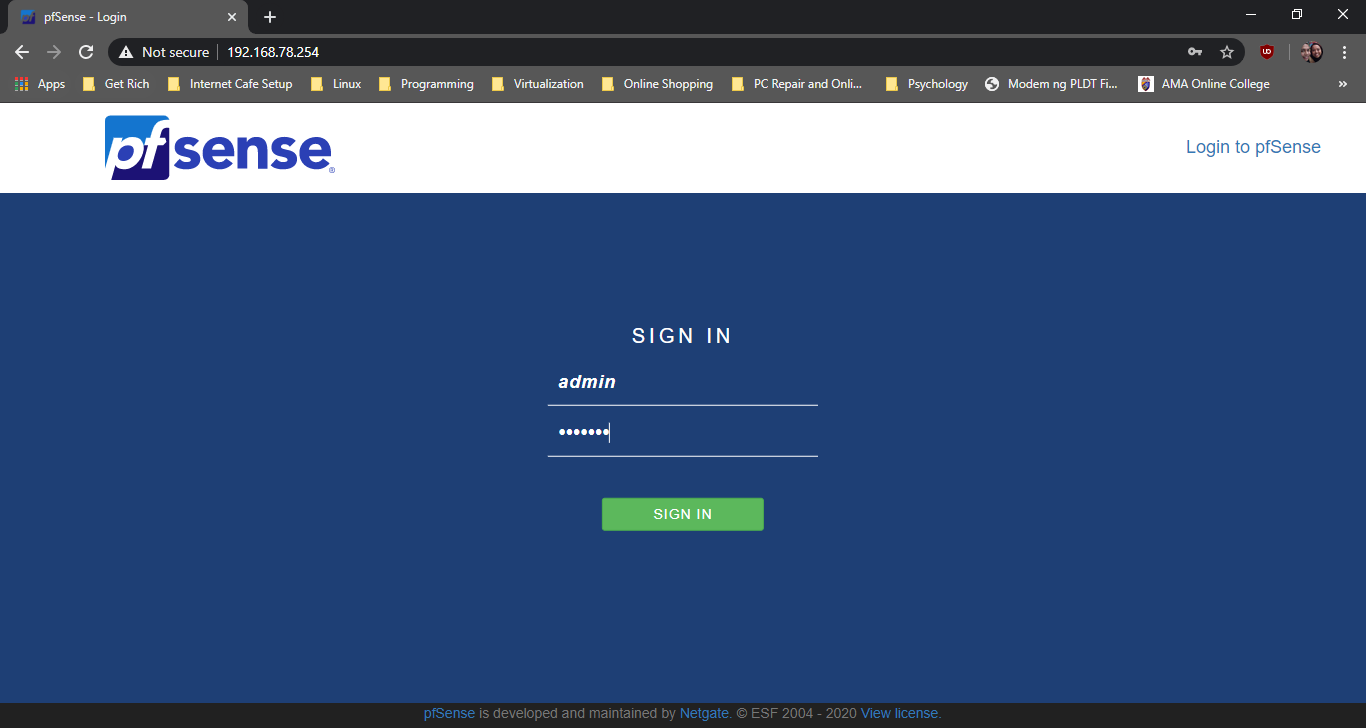 pfSense - Login
Not secure
192.168.78.254
Apps
Get Rich
Internet Cafe Setup
Linux
Programming
Virtualization
Online Shopping
PC Repair and Onli...
Psychology
Modem ng PLDT Fi...
AMA Online College
»
pfsense®
Login to pfSense
SIGN IN
admin
•••••••
SIGN IN
pfSense is developed and maintained by Netgate. © ESF 2004 - 2020 View license.